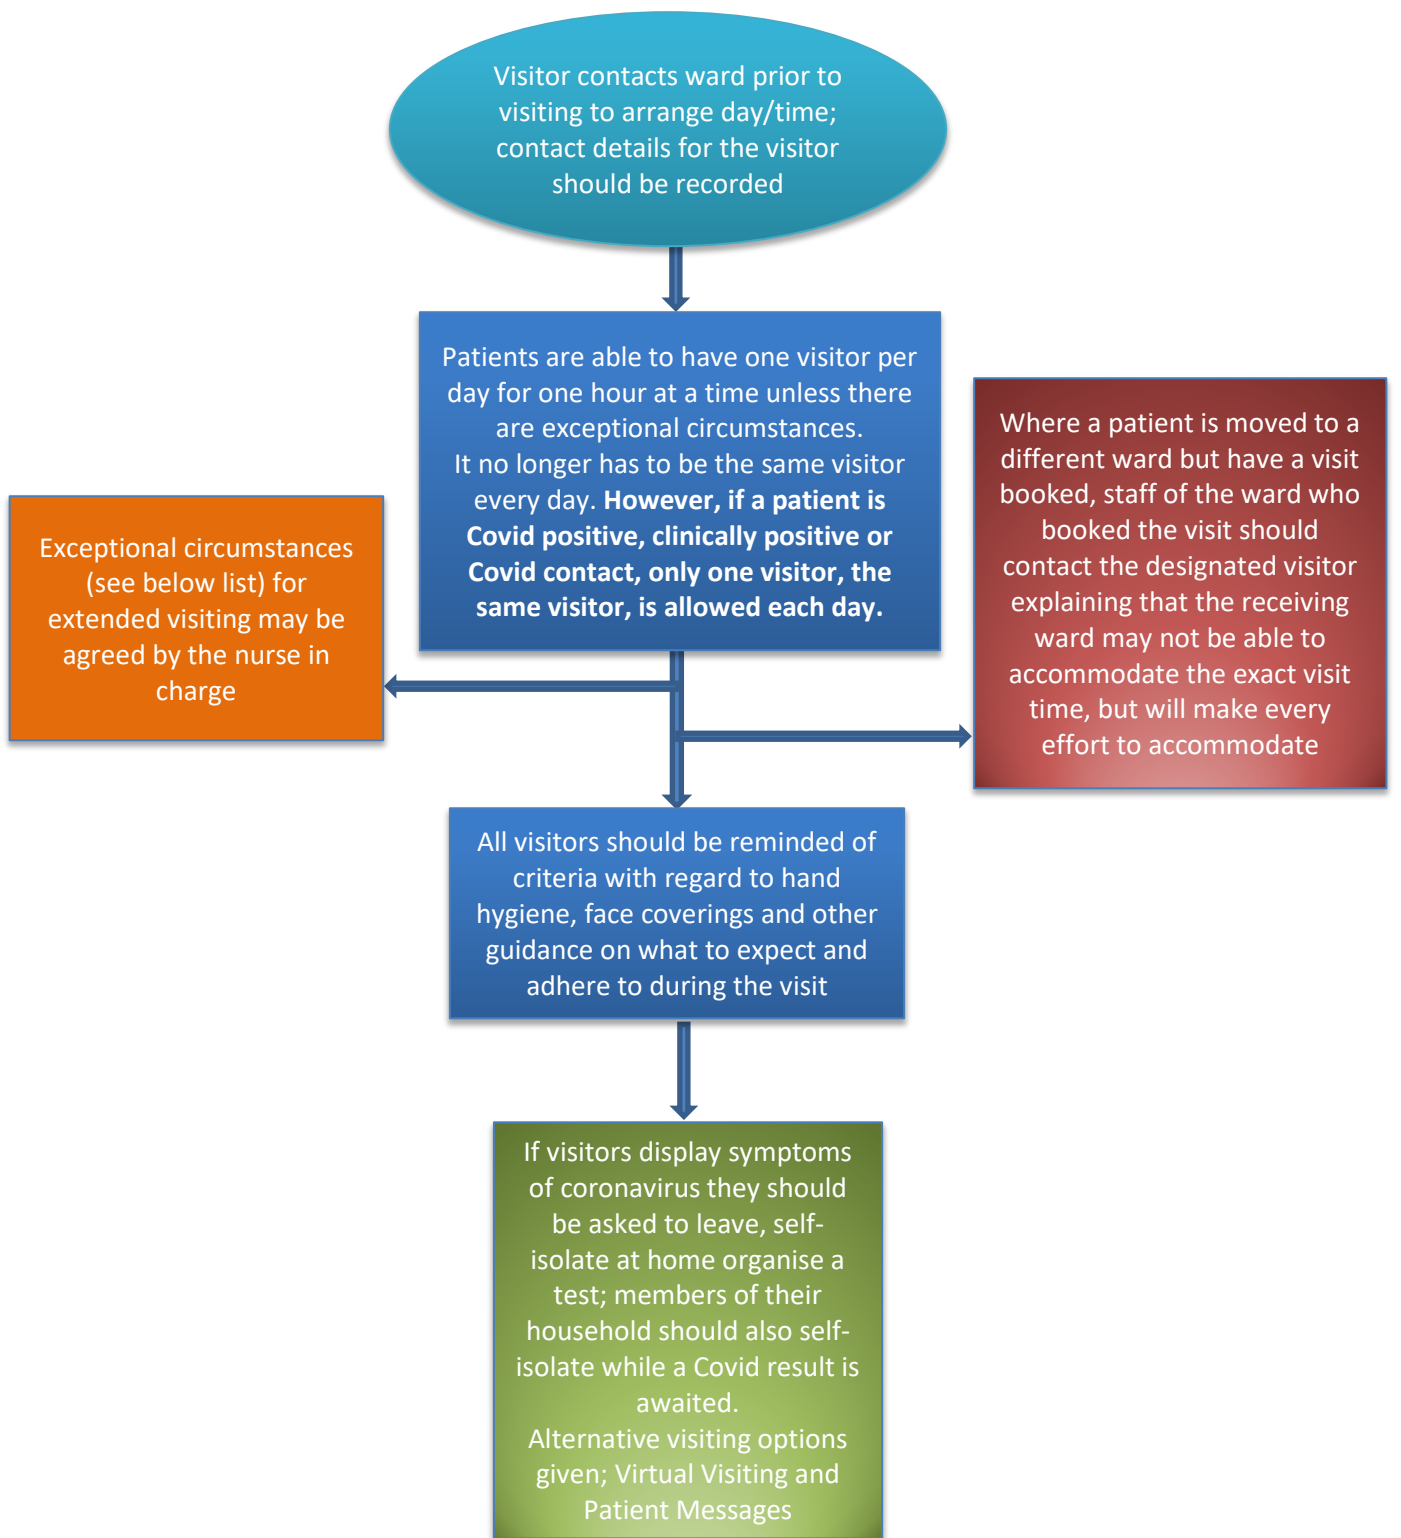 Visitor contacts ward prior to
visiting to arrange day/time;
contact details for the visitor
should be recorded
Patients are able to have one visitor per
day for one hour at a time unless there
are exceptional circumstances.
It no longer has to be the same visitor
every day. However, if a patient is
Covid positive, clinically positive or
Covid contact, only one visitor, the
same visitor, is allowed each day.
Exceptional circumstances
(see below list) for
extended visiting may be
agreed by the nurse in
charge
Where a patient is moved to a
different ward but have a visit
booked, staff of the ward who
booked the visit should
contact the designated visitor
explaining that the receiving
ward may not be able to
accommodate the exact visit
time, but will make every
effort to accommodate
All visitors should be reminded of
criteria with regard to hand
hygiene, face coverings and other
guidance on what to expect and
adhere to during the visit
If visitors display symptoms
of coronavirus they should
be asked to leave, self-
isolate at home organise a
test; members of their
household should also self-
isolate while a Covid result is
awaited.
Alternative visiting options
given; Virtual Visiting and
Patient Messages